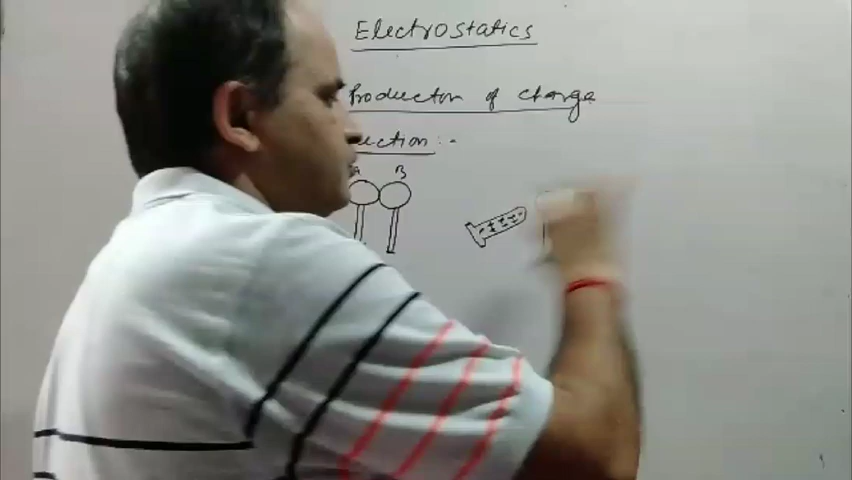 Electrostatics
Production of charge
uction :-
A B